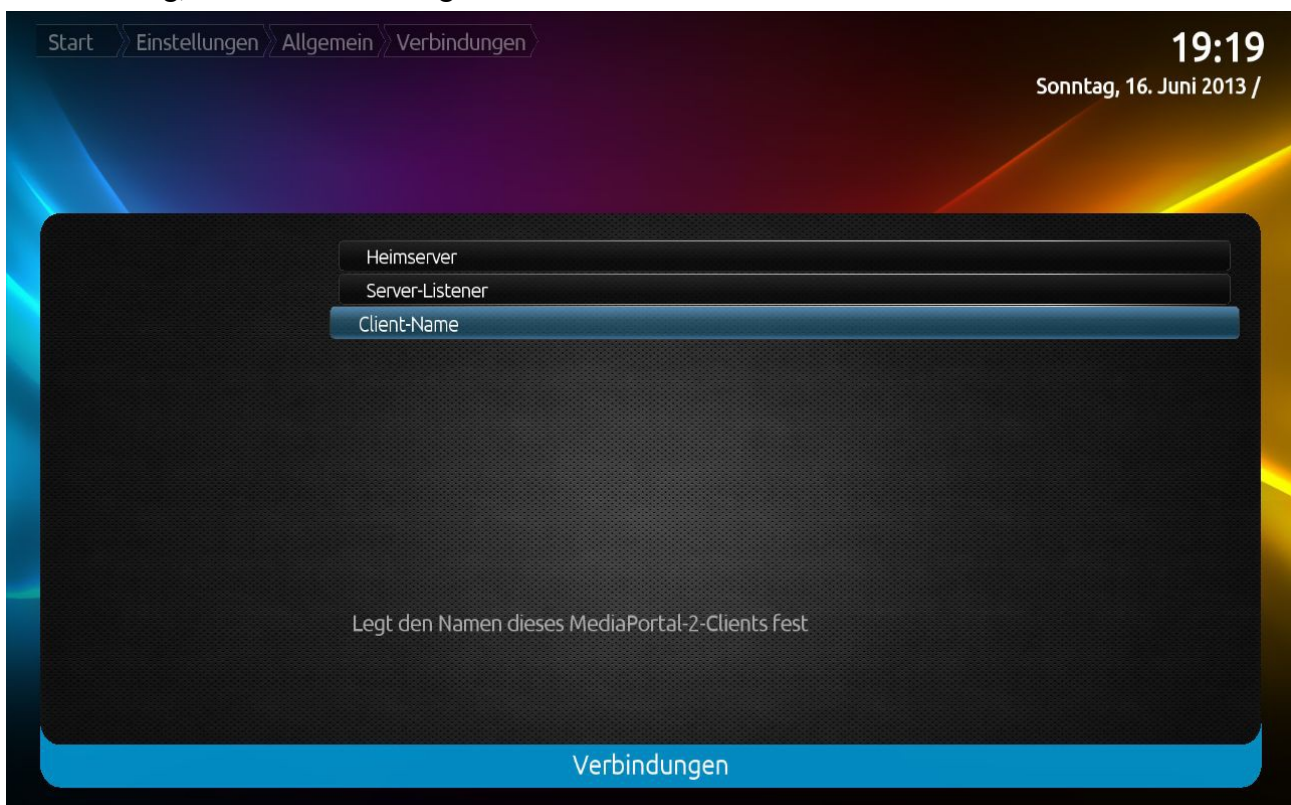 Start Einstellungen Allgemein Verbindungen
19:19
Sonntag, 16. Juni 2013 /
Heimserver
Server-Listener
Client-Name
Legt den Namen dieses MediaPortal-2-Clients fest
Verbindungen